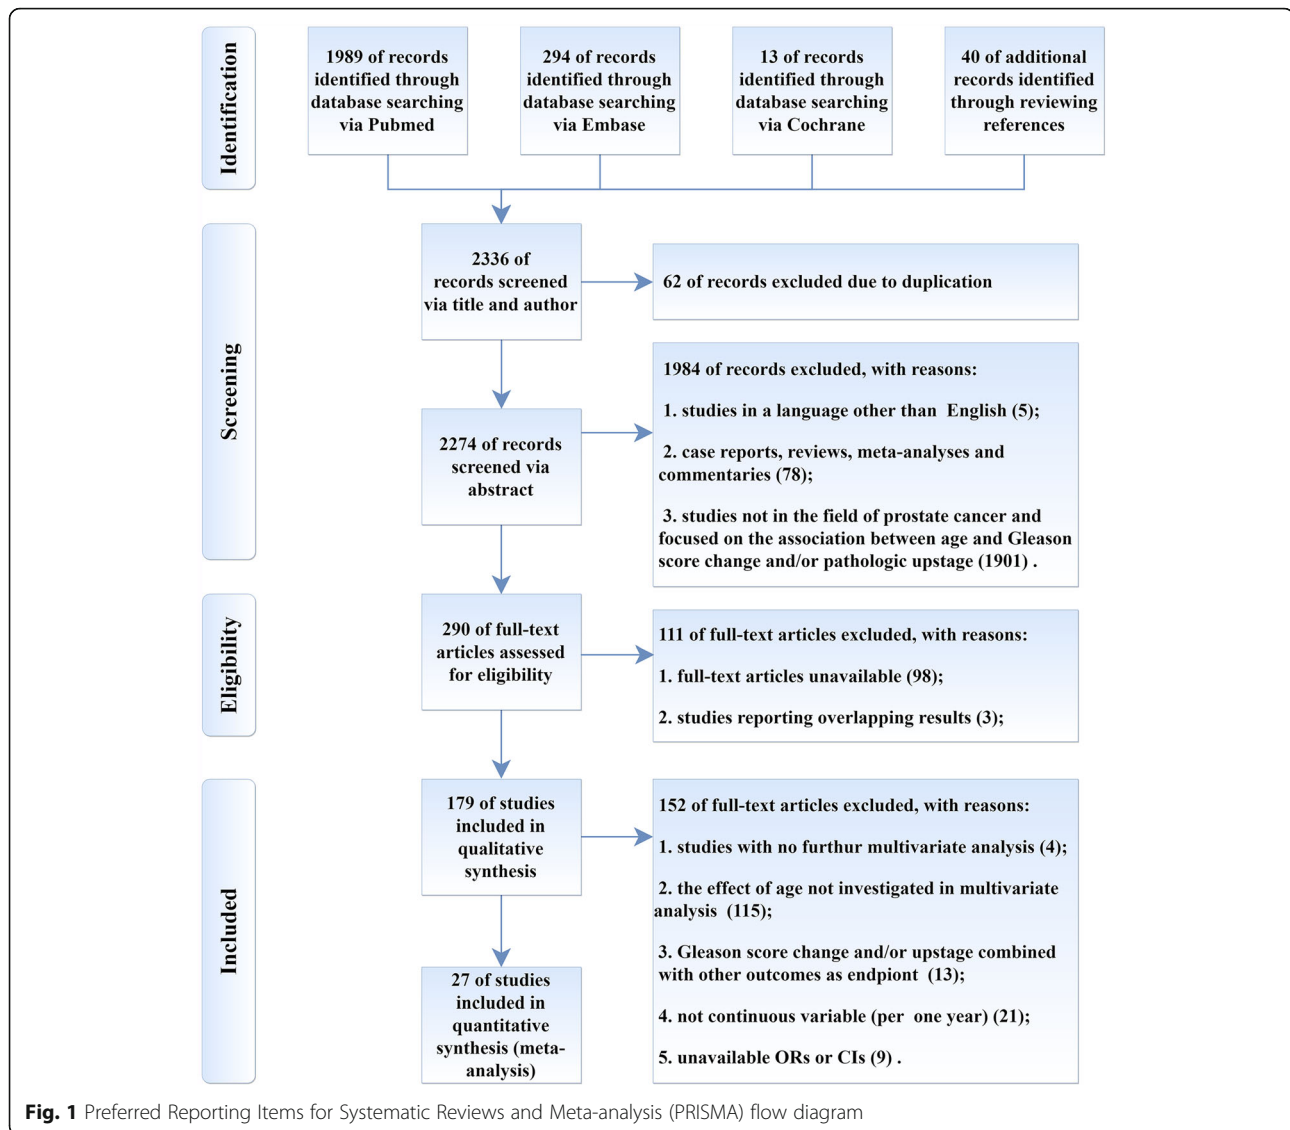 Identification
1989 of records
identified through
database searching
via Pubmed
294 of records
identified through
database searching
via Embase
13 of records
identified through
database searching
via Cochrane
40 of additional
records identified
through reviewing
references
Screening
2336 of
records screened
via title and author
62 of records excluded due to duplication
2274 of records
screened via
abstract
1984 of records excluded, with reasons:
1. studies in a language other than English (5);
2. case reports, reviews, meta-analyses and
commentaries (78);
3. studies not in the field of prostate cancer and
focused on the association between age and Gleason
score change and/or pathologic upstage (1901) .
Eligibility
290 of full-text
articles assessed
for eligibility
111 of full-text articles excluded, with reasons:
1. full-text articles unavailable (98);
2. studies reporting overlapping results (3);
Included
179 of studies
included in
qualitative
synthesis
152 of full-text articles excluded, with reasons:
1. studies with no furthur multivariate analysis (4);
2. the effect of age not investigated in multivariate
analysis (115);
3. Gleason score change and/or upstage combined
with other outcomes as endpiont (13);
4. not continuous variable (per one year) (21);
5. unavailable ORs or CIs (9) .
27 of studies
included in
quantitative
synthesis (meta-
analysis)
Fig. 1 Preferred Reporting Items for Systematic Reviews and Meta-analysis (PRISMA) flow diagram